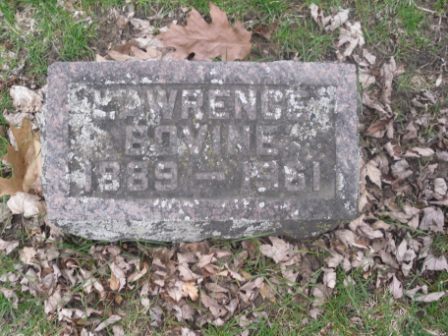 LAWRENCE
BOVINE
1889 — 1961